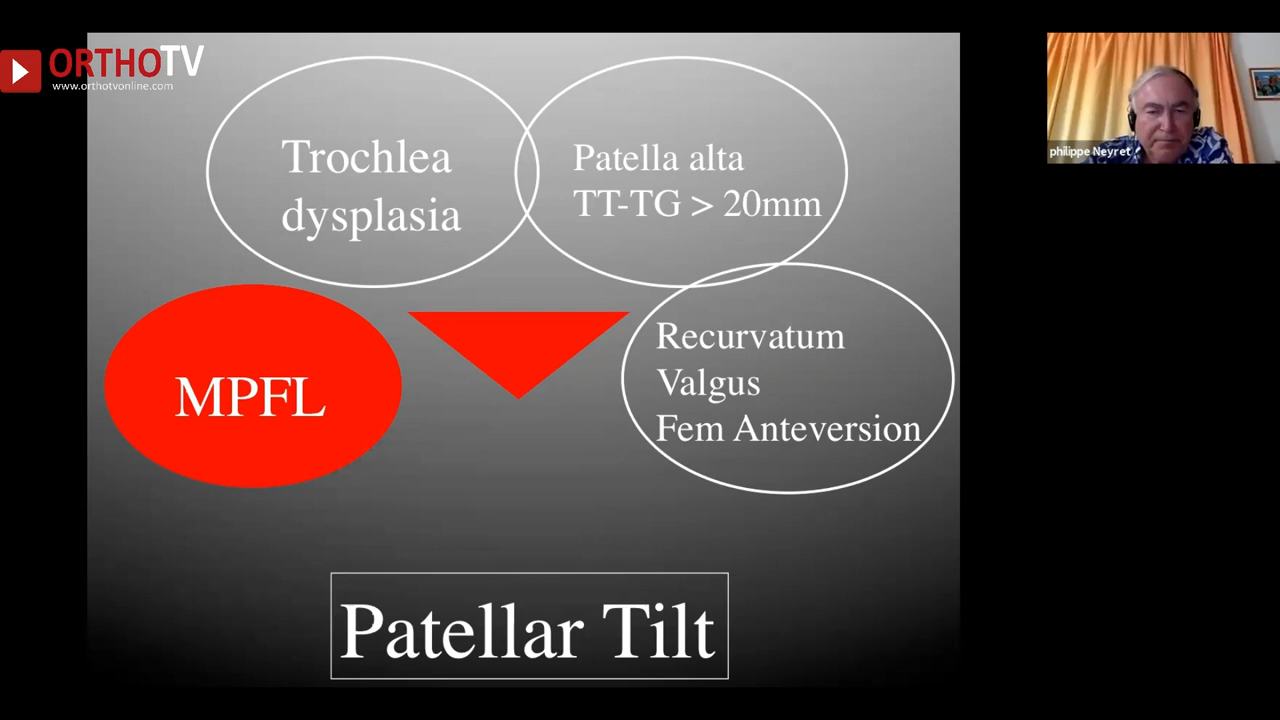 ORTHOTV
www.orthotvonline.com
Trochlea
dysplasia
Patella alta
TT-TG > 20mm
MPFL
Recurvatum
Valgus
Fem Anteversion
Patellar Tilt
philippe Neyret